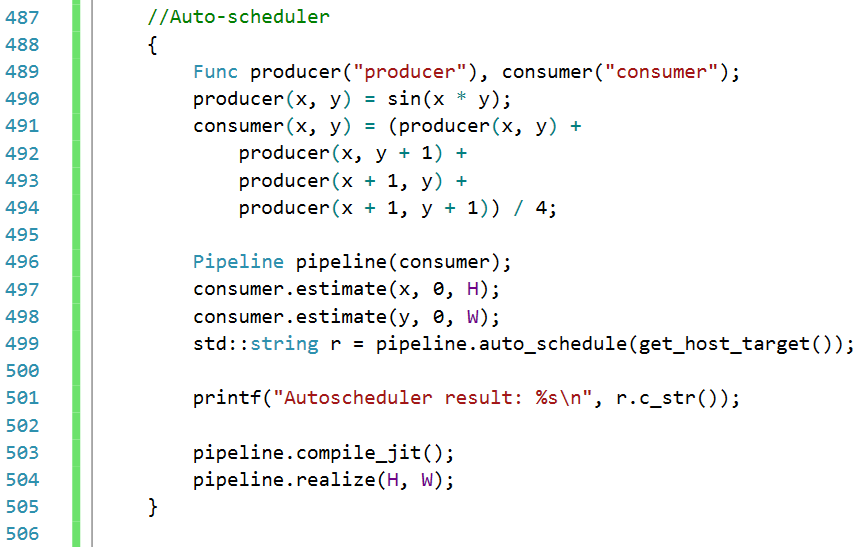 487 //Auto-scheduler
488 {
489 Func producer("producer"), consumer("consumer");
490 producer(x, y) = sin(x * y);
491 consumer(x, y) = (producer(x, y) +
492 producer(x, y + 1) +
493 producer(x + 1, y) +
494 producer(x + 1, y + 1)) / 4;
495
496 Pipeline pipeline(consumer);
497 consumer.estimate(x, 0, H);
498 consumer.estimate(y, 0, W);
499 std::string r = pipeline.auto_schedule(get_host_target());
500
501 printf("Autoscheduler result: %s\n", r.c_str());
502
503 pipeline.compile_jit();
504 pipeline.realize(H, W);
505 }
506